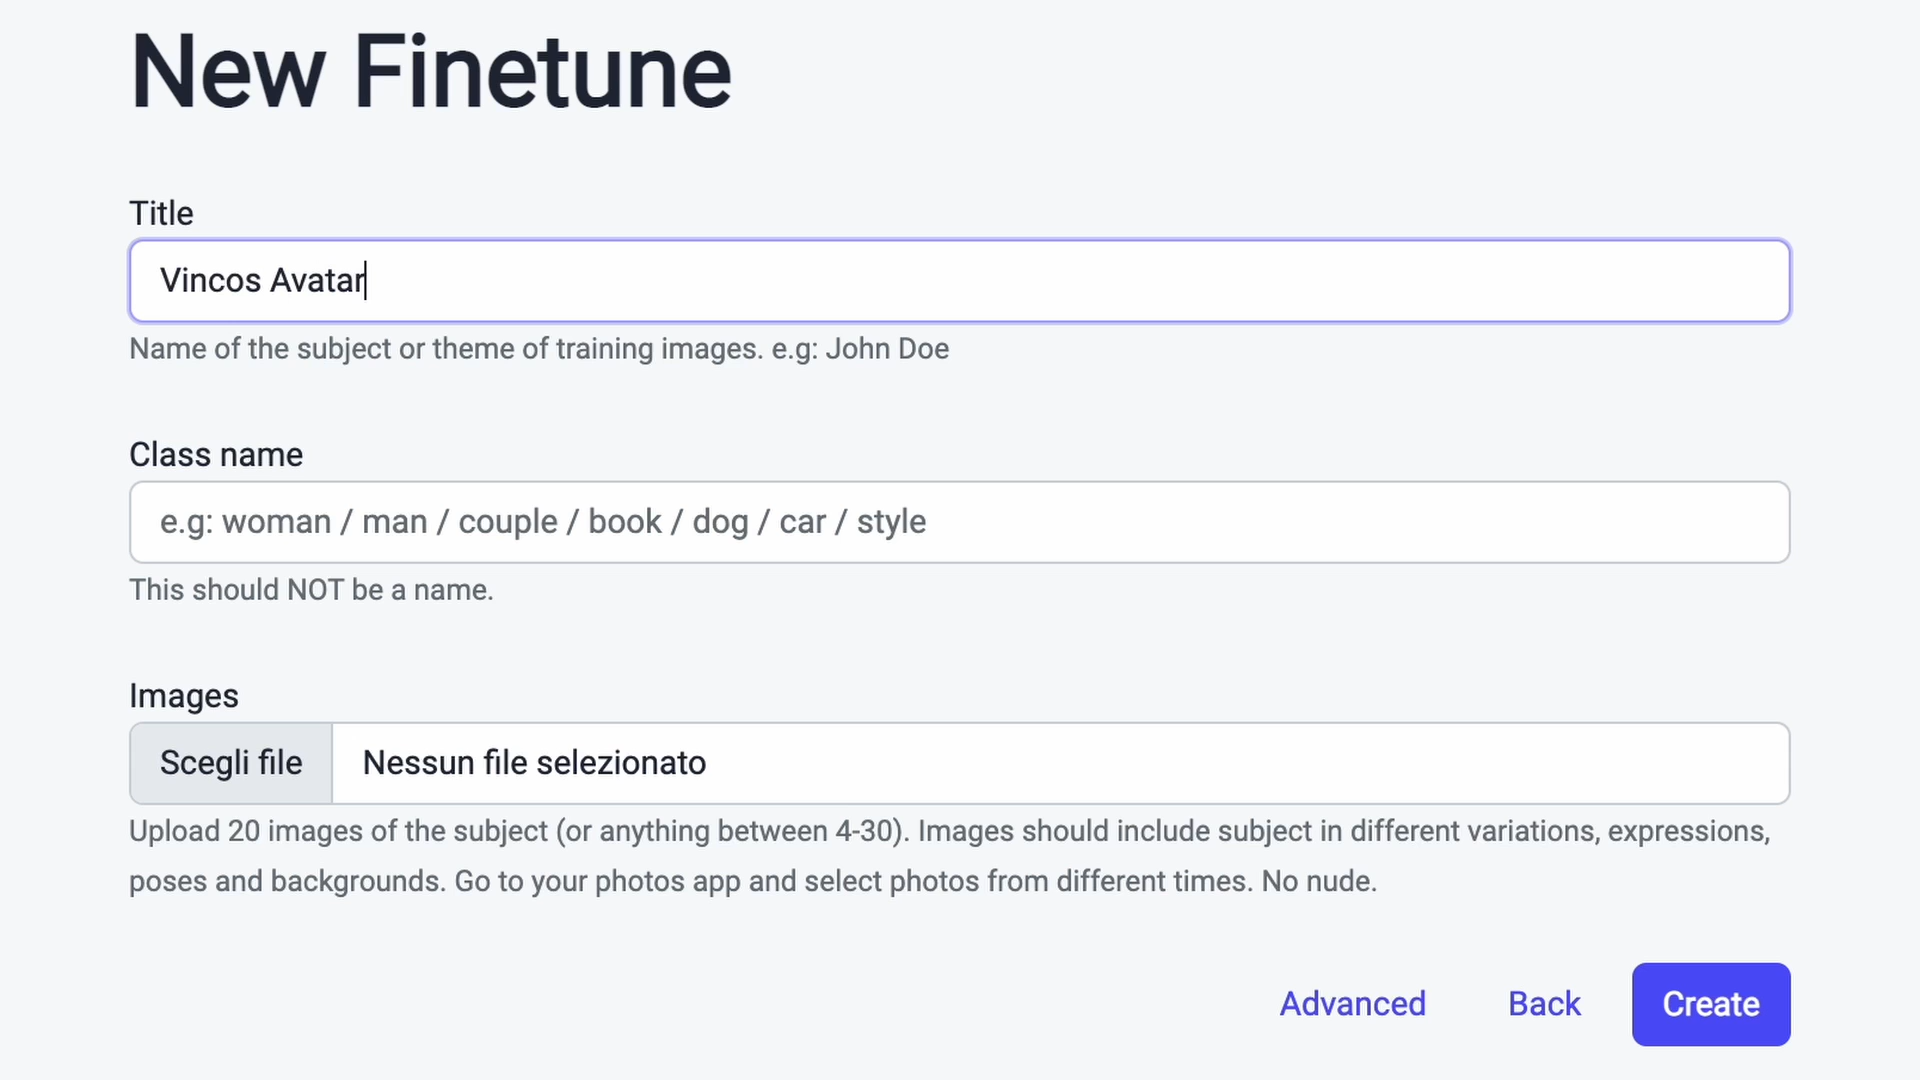 New Finetune
Title
Vincos Avatar
Name of the subject or theme of training images. e.g: John Doe
Class name
e.g: woman / man / couple / book / dog / car / style
This should NOT be a name.
Images
Scegli file Nessun file selezionato
Upload 20 images of the subject (or anything between 4-30). Images should include subject in different variations, expressions,
poses and backgrounds. Go to your photos app and select photos from different times. No nude.
Advanced Back Create